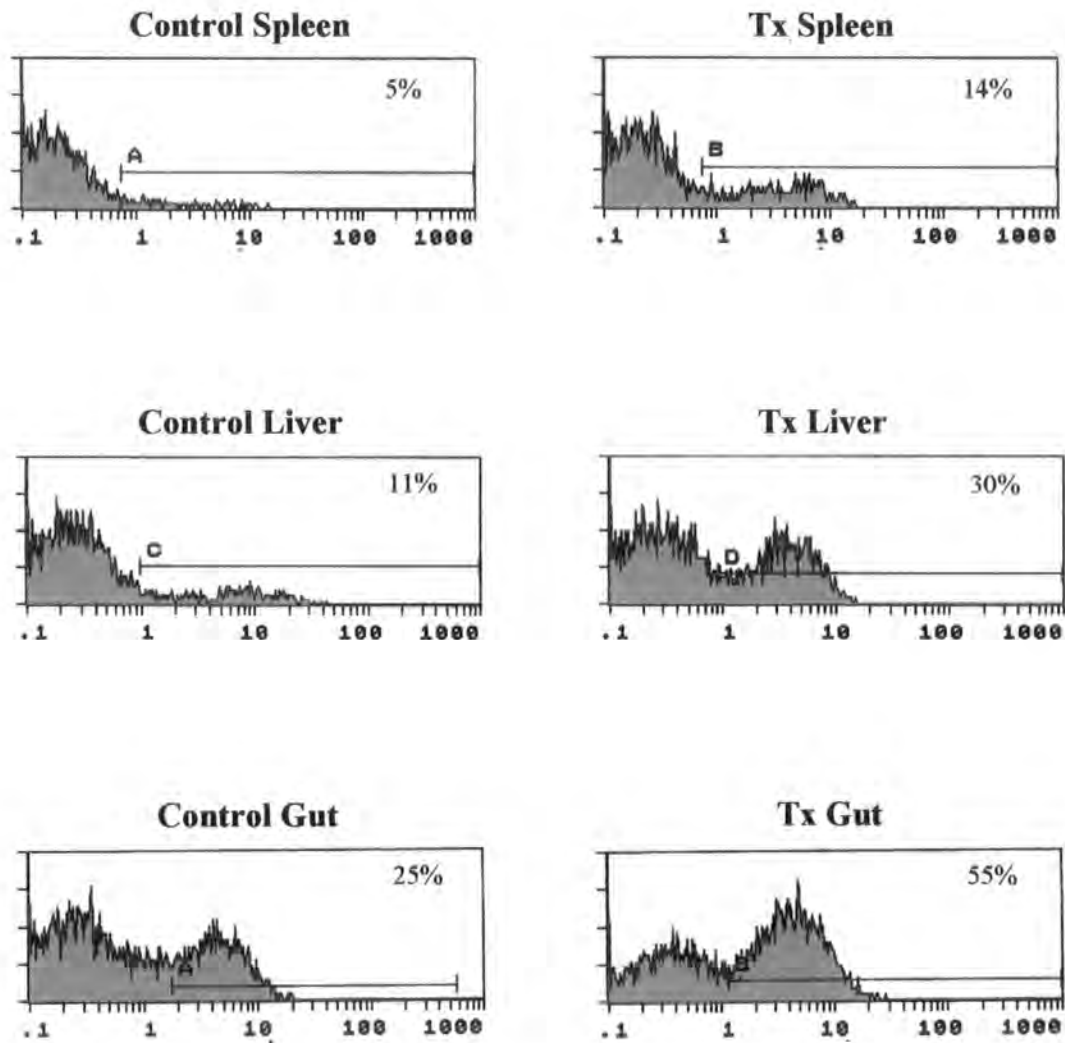 Control Spleen
Tx Spleen
5%
14%
A
B
.1 1 10 100 1000
.1 1 10 100 1000
Control Liver
Tx Liver
11%
30%
C
D
.1 1 10 100 1000
.1 1 10 100 1000
Control Gut
Tx Gut
25%
55%
A
B
.1 1 10 100 1000
.1 1 10 100 1000